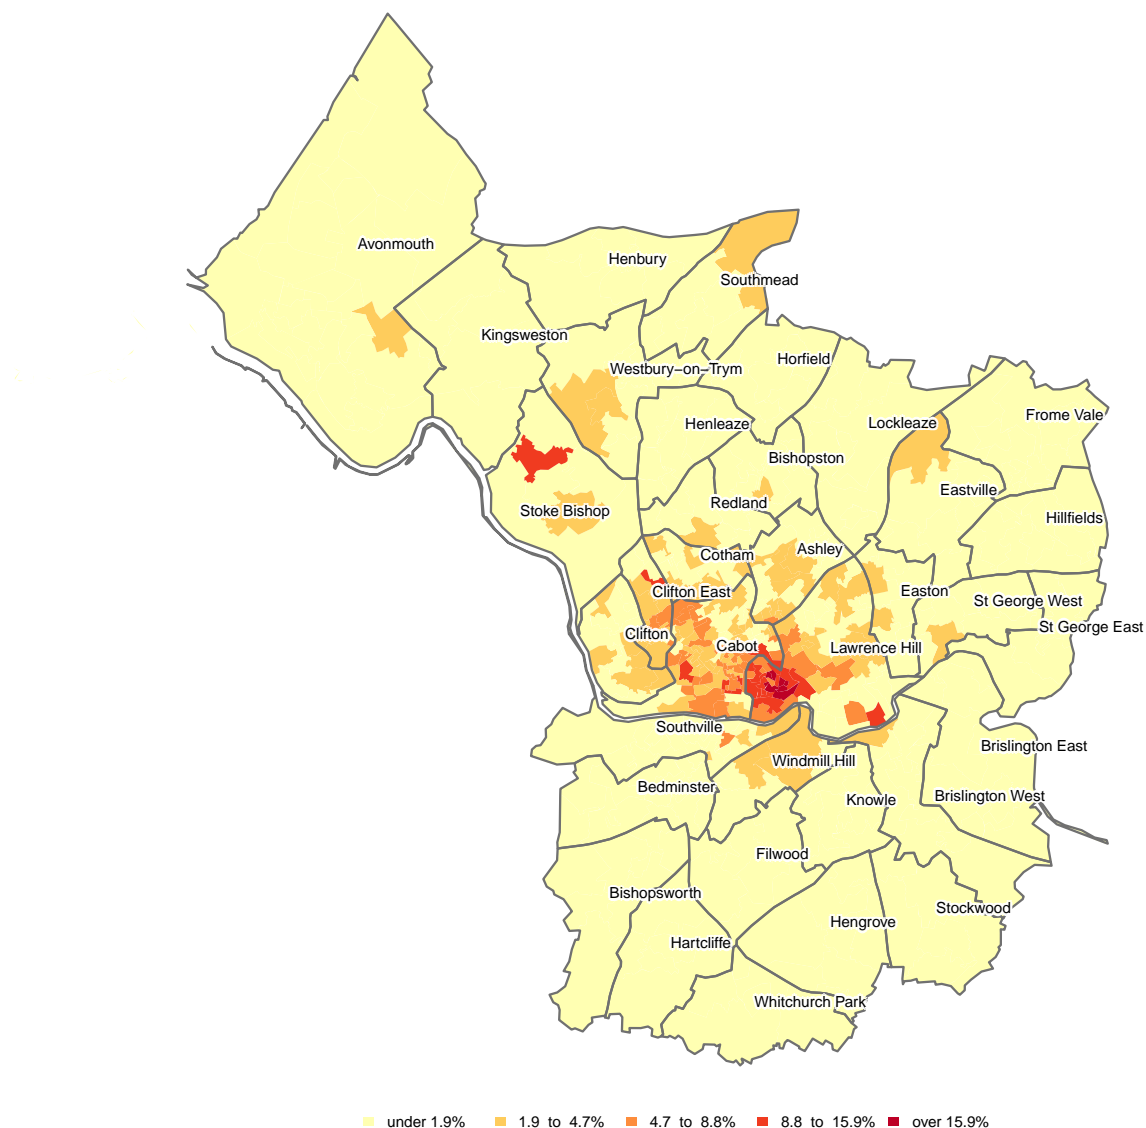 Avonmouth
Henbury
Southmead
Kingsweston
Westbury−on−Trym
Horfield
Frome Vale
Henleaze
Lockleaze
Bishopston
Eastville
Redland
Stoke Bishop
Hillfields
Cotham
Ashley
Clifton East
Easton
St George West
St George East
Clifton
Cabot
Lawrence Hill
Southville
Brislington East
Windmill Hill
Bedminster
Knowle
Brislington West
Filwood
Bishopsworth
Stockwood
Hengrove
Hartcliffe
Whitchurch Park
under 1.9% 1.9 to 4.7% 4.7 to 8.8% 8.8 to 15.9% over 15.9%